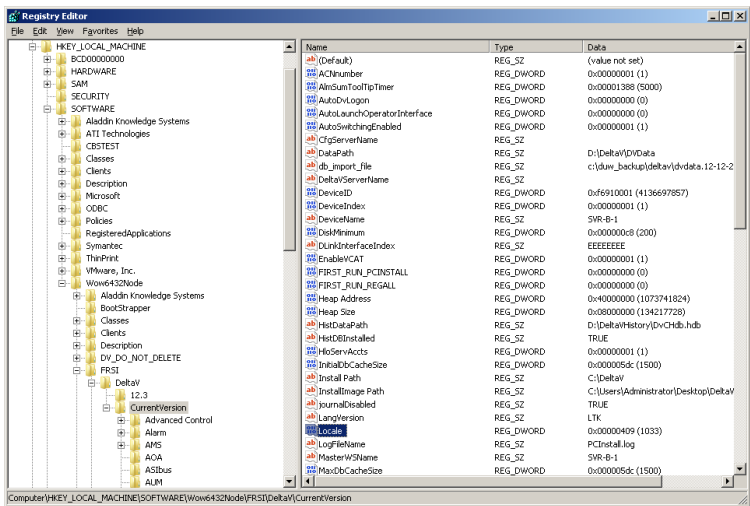 Registry Editor
File Edit View Favorites Help
HKEY_LOCAL_MACHINE
BCD00000000
HARDWARE
SAM
SECURITY
SOFTWARE
Aladdin Knowledge Systems
ATI Technologies
CBSTEST
Classes
Clients
Description
Microsoft
ODBC
Policies
RegisteredApplications
Symantec
ThinPrint
VMware, Inc.
Wow6432Node
Aladdin Knowledge Systems
BootStrapper
Classes
Clients
Description
DV_DO_NOT_DELETE
FRSI
DeltaV
12.3
CurrentVersion
Advanced Control
Alarm
AMS
AOA
ASIbus
AUM
Name Type Data
(Default) REG_SZ (value not set)
ACNnumber REG_DWORD 0x00000001 (1)
AlmSumToolTipTimer REG_DWORD 0x00001388 (5000)
AutoDvLogon REG_DWORD 0x00000000 (0)
AutoLaunchOperatorInterface REG_DWORD 0x00000000 (0)
AutoSwitchingEnabled REG_DWORD 0x00000001 (1)
CfgServerName REG_SZ
DataPath REG_SZ D:\DeltaV\DVData
db_import_file REG_SZ c:\duw_backup\deltav\dvdata.12-12-2
DeltaVServerName REG_SZ
DeviceID REG_DWORD 0xf6910001 (4136697857)
DeviceIndex REG_DWORD 0x00000001 (1)
DeviceName REG_SZ SVR-B-1
DiskMinimum REG_DWORD 0x000000c8 (200)
DLinkInterfaceIndex REG_SZ EEEEEEEE
EnableVCAT REG_DWORD 0x00000001 (1)
FIRST_RUN_PCINSTALL REG_DWORD 0x00000000 (0)
FIRST_RUN_REGALL REG_DWORD 0x00000000 (0)
Heap Address REG_DWORD 0x40000000 (1073741824)
Heap Size REG_DWORD 0x08000000 (134217728)
HistDataPath REG_SZ D:\DeltaVHistory\DvCHdb.hdb
HistDBInstalled REG_SZ TRUE
HloServAccts REG_DWORD 0x00000001 (1)
InitialDbCacheSize REG_DWORD 0x000005dc (1500)
Install Path REG_SZ C:\DeltaV
InstallImage Path REG_SZ C:\Users\Administrator\Desktop\DeltaV
journalDisabled REG_SZ TRUE
LangVersion REG_SZ LTK
Locale REG_DWORD 0x00000409 (1033)
LogFileName REG_SZ PCInstall.log
MasterWSName REG_SZ SVR-B-1
MaxDbCacheSize REG_DWORD 0x000005dc (1500)
Computer\HKEY_LOCAL_MACHINE\SOFTWARE\Wow6432Node\FRSI\DeltaV\CurrentVersion